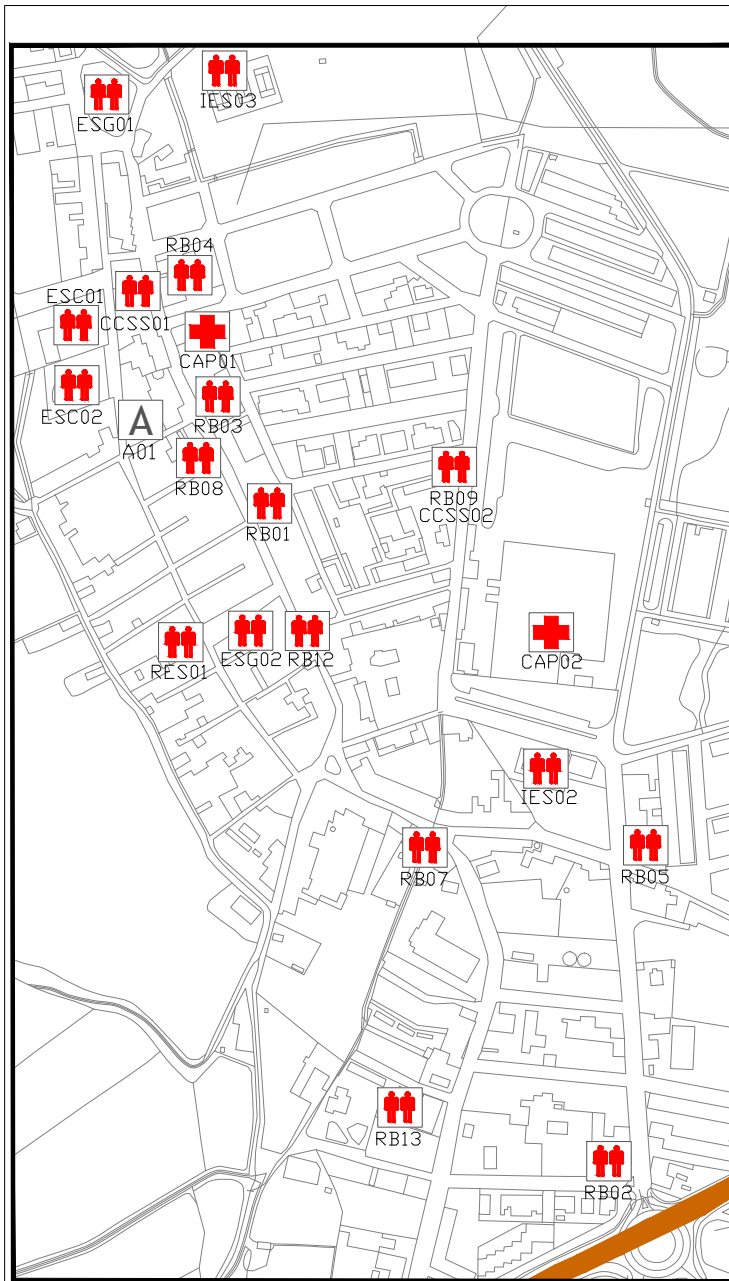 IES03
ESG01
RB04
ESC01
CCSS01
CAP01
ESC02
RB03
A
A01
RB08
RB09
CCSS02
RB01
ESG02
RB12
RES01
CAP02
IES02
RB07
RB05
RB13
RB02